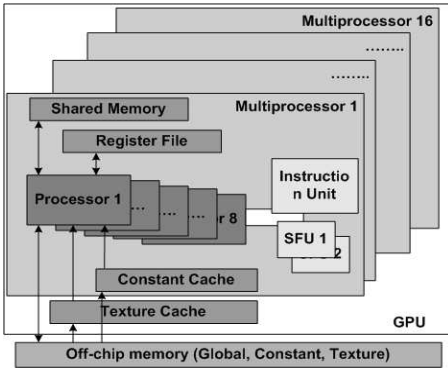 Multiprocessor 16
........
........
Multiprocessor 1
Shared Memory
Register File
Processor 1
....
....
r 8
Instructio
n Unit
SFU 1
2
Constant Cache
Texture Cache
GPU
Off-chip memory (Global, Constant, Texture)